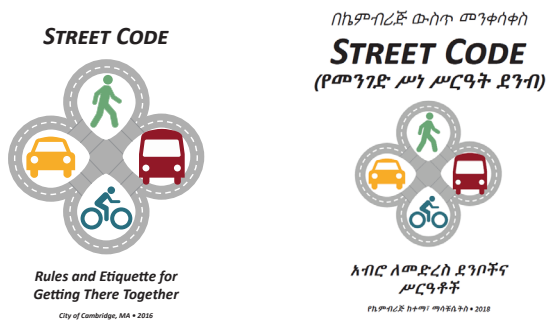 STREET CODE
Rules and Etiquette for
Getting There Together
City of Cambridge, MA • 2016
በኬምብሪጅ ውስጥ መንቀሳቀስ
STREET CODE
(የመንገድ ሥነ ሥርዓት ደንብ)
አብሮ ለመድረስ ደንቦችና
ሥርዓቶች
የኬምብሪጅ ከተማ፣ ማሳቹሴትስ • 2018